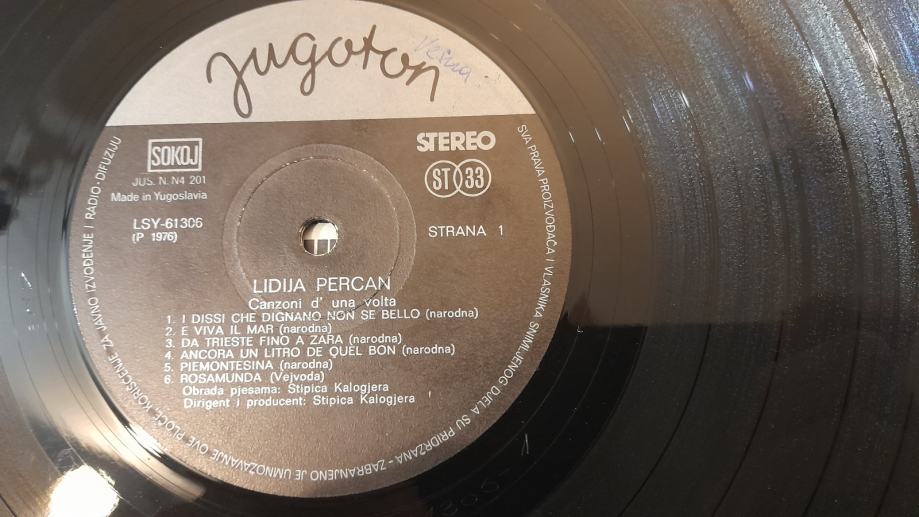 jugoton
Vesna
SOKOJ
JUS. N. N4 201
Made in Yugoslavia
STEREO
ST 33
LSY-61306
(P 1976)
STRANA 1
LIDIJA PERCAN
Canzoni d' una volta
1. I DISSI CHE DIGNANO NON SE BELLO (narodna)
2. E VIVA IL MAR (narodna)
3. DA TRIESTE FINO A ZARA (narodna)
4. ANCORA UN LITRO DE QUEL BON (narodna)
5. PIEMONTESINA (narodna)
6. ROSAMUNDA (Vejvoda)
Obrada pjesama: Stipica Kalogjera
Dirigent i producent: Stipica Kalogjera
SVA PRAVA PROIZVOĐAČA I VLASNIKA SNIMLJENOG DJELA SU PRIDRŽANA - ZABRANJENO JE UMNOŽAVANJE OVE PLOČE, KORIŠĆENJE ZA JAVNO IZVOĐENJE I RADIO-DIFUZIJU